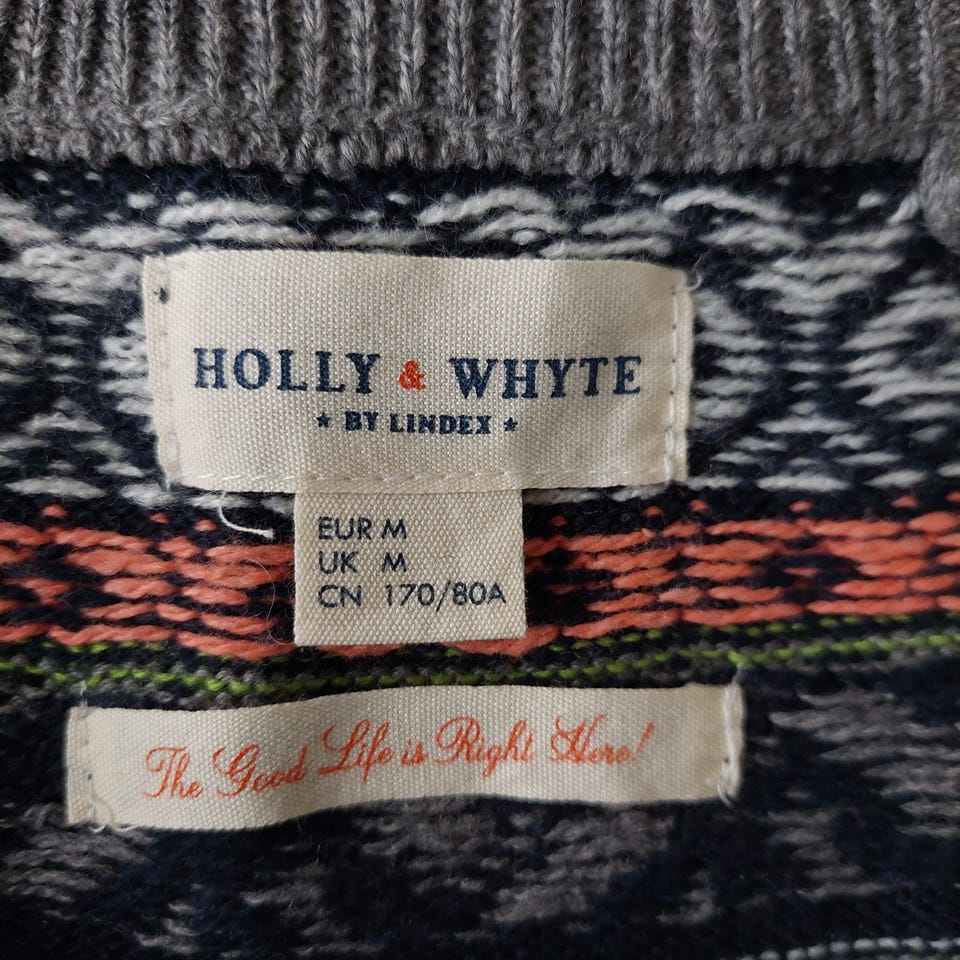 HOLLY & WHYTE
★ BY LINDEX ★
EUR M
UK M
CN 170/80A
The Good Life is Right Here!